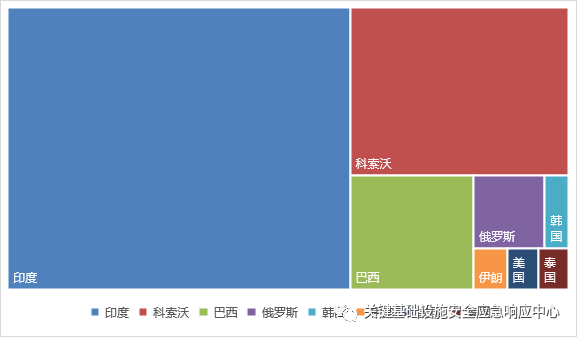 科索沃
韩
国
俄罗斯
美
国
泰
国
印度
巴西
伊朗
印度 科索沃 巴西 俄罗斯 韩 关键基础设施安全应急响应中心